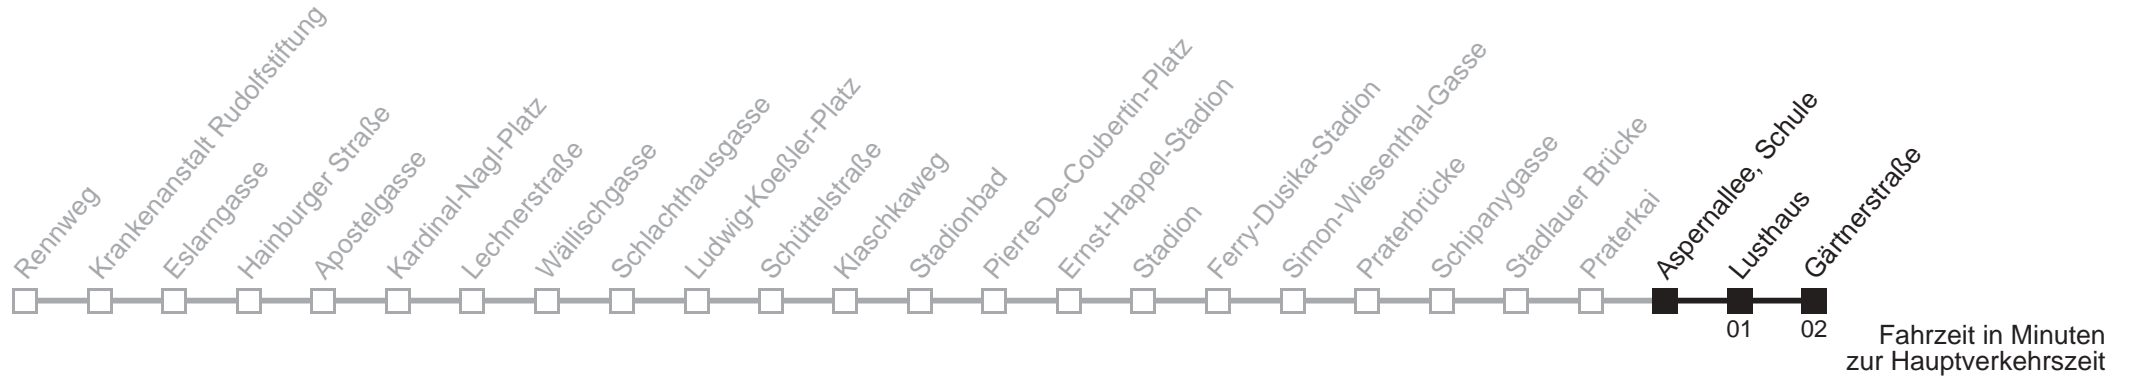 Rennweg
Krankenanstalt Rudolfstiftung
Eslarngasse
Hainburger Straße
Apostelgasse
Kardinal-Nagl-Platz
Lechnerstraße
Wällischgasse
Schlachthausgasse
Ludwig-Koeßler-Platz
Schüttelstraße
Klaschkaweg
Stadionbad
Pierre-De-Coubertin-Platz
Ernst-Happel-Stadion
Stadion
Ferry-Dusika-Stadion
Simon-Wiesenthal-Gasse
Praterbrücke
Schipanygasse
Stadlauer Brücke
Praterkai
Aspernallee, Schule
Lusthaus
Gärtnerstraße
01
02
Fahrzeit in Minuten
zur Hauptverkehrszeit